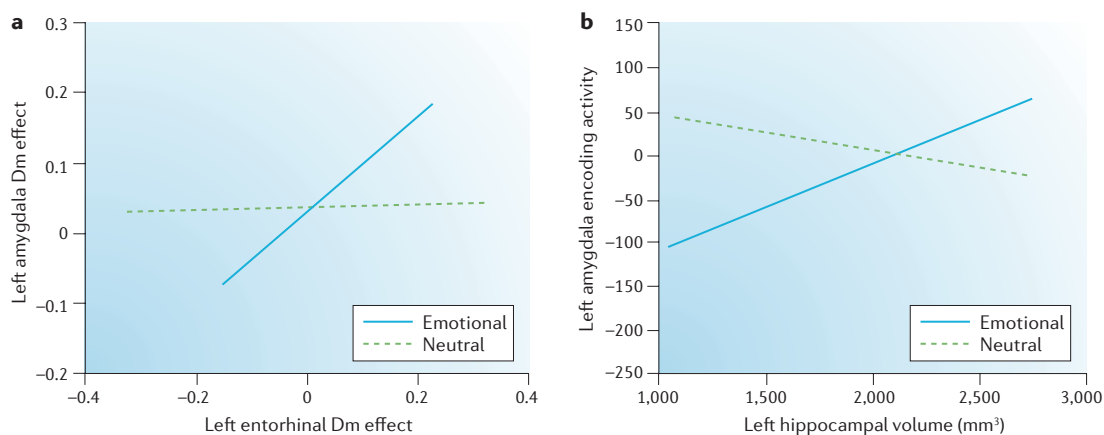 a
Left amygdala Dm effect
0.3
0.2
0.1
0
–0.1
–0.2
–0.4
–0.2
0
0.2
0.4
Left entorhinal Dm effect
Emotional
Neutral
b
Left amygdala encoding activity
150
100
50
0
–50
–100
–150
–200
–250
1,000
1,500
2,000
2,500
3,000
Left hippocampal volume (mm³)
Emotional
Neutral